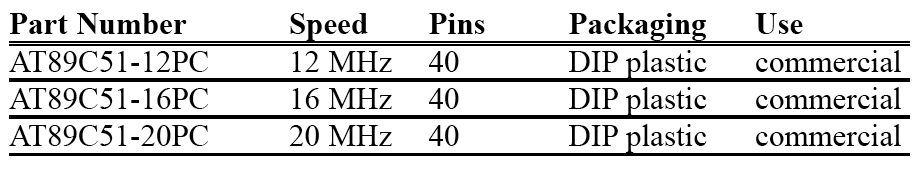 Part Number Speed Pins Packaging Use
AT89C51-12PC 12 MHz 40 DIP plastic commercial
AT89C51-16PC 16 MHz 40 DIP plastic commercial
AT89C51-20PC 20 MHz 40 DIP plastic commercial